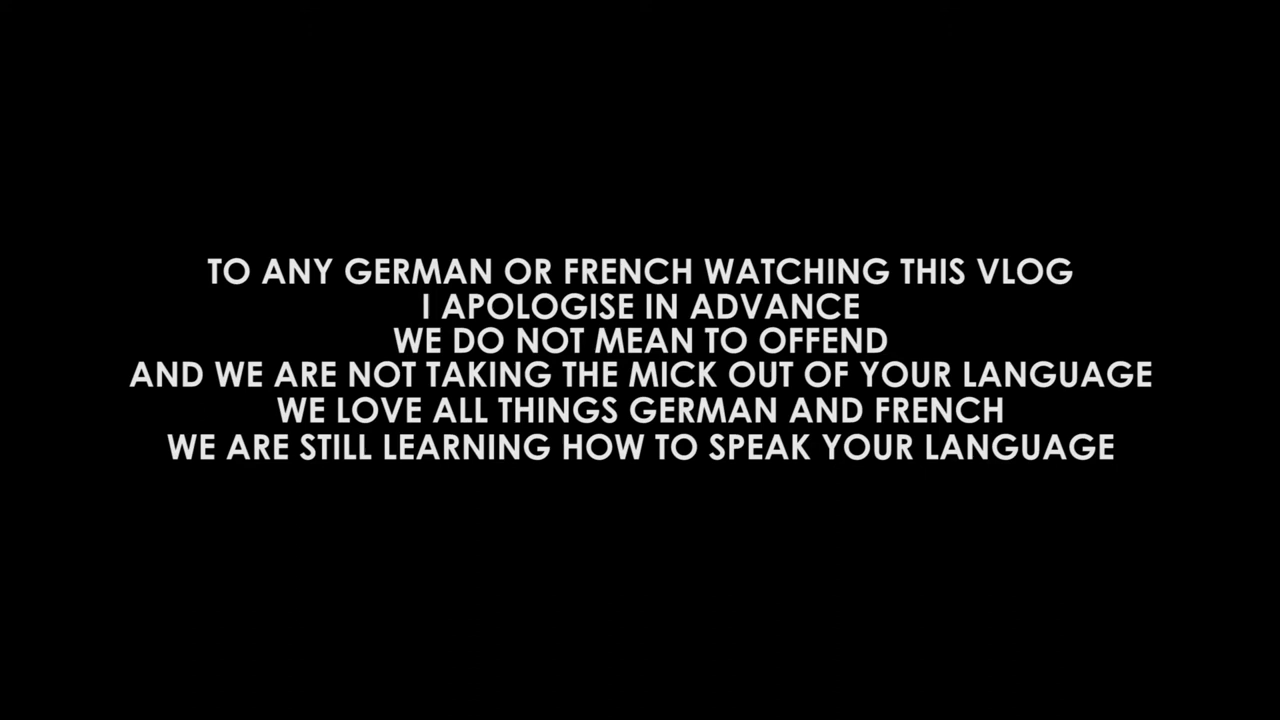 TO ANY GERMAN OR FRENCH WATCHING THIS VLOG
I APOLOGISE IN ADVANCE
WE DO NOT MEAN TO OFFEND
AND WE ARE NOT TAKING THE MICK OUT OF YOUR LANGUAGE
WE LOVE ALL THINGS GERMAN AND FRENCH
WE ARE STILL LEARNING HOW TO SPEAK YOUR LANGUAGE